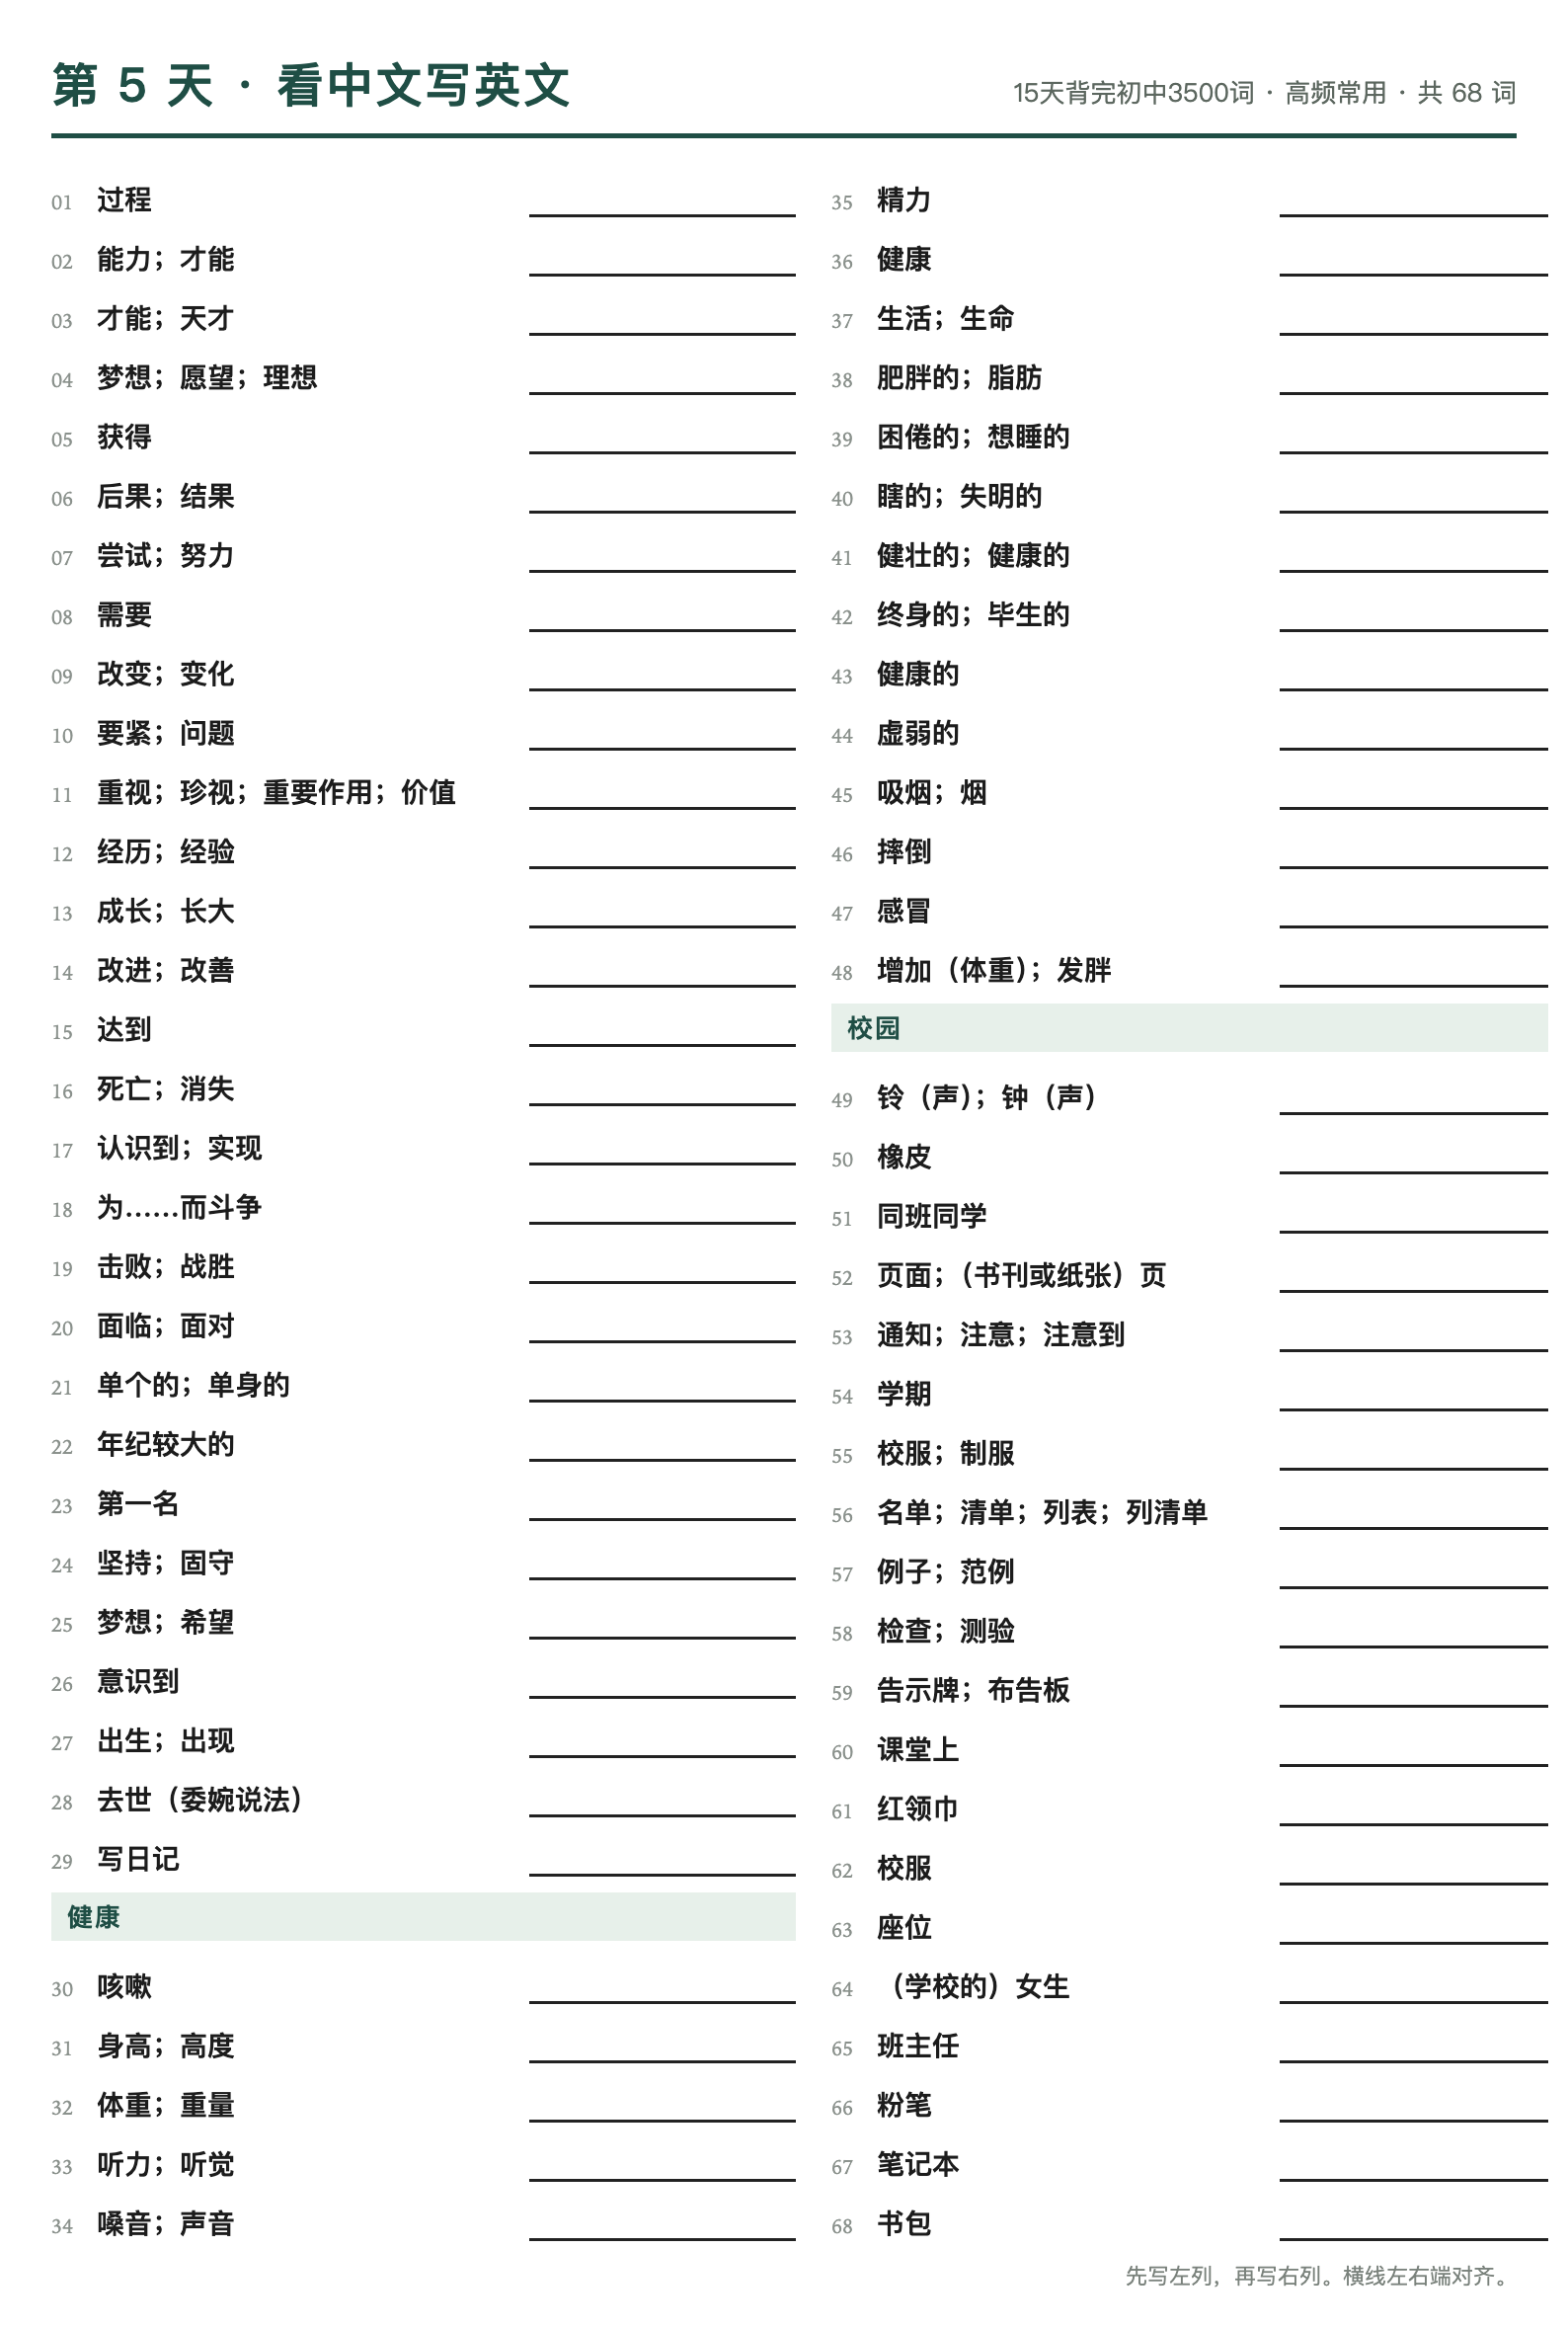 第 5 天 · 看中文写英文
15天背完初中3500词 · 高频常用 · 共 68 词
01 过程
02 能力；才能
03 才能；天才
04 梦想；愿望；理想
05 获得
06 后果；结果
07 尝试；努力
08 需要
09 改变；变化
10 要紧；问题
11 重视；珍视；重要作用；价值
12 经历；经验
13 成长；长大
14 改进；改善
15 达到
16 死亡；消失
17 认识到；实现
18 为……而斗争
19 击败；战胜
20 面临；面对
21 单个的；单身的
22 年纪较大的
23 第一名
24 坚持；固守
25 梦想；希望
26 意识到
27 出生；出现
28 去世（委婉说法）
29 写日记
健康
30 咳嗽
31 身高；高度
32 体重；重量
33 听力；听觉
34 嗓音；声音
35 精力
36 健康
37 生活；生命
38 肥胖的；脂肪
39 困倦的；想睡的
40 瞎的；失明的
41 健壮的；健康的
42 终身的；毕生的
43 健康的
44 虚弱的
45 吸烟；烟
46 摔倒
47 感冒
48 增加（体重）；发胖
校园
49 铃（声）；钟（声）
50 橡皮
51 同班同学
52 页面；（书刊或纸张）页
53 通知；注意；注意到
54 学期
55 校服；制服
56 名单；清单；列表；列清单
57 例子；范例
58 检查；测验
59 告示牌；布告板
60 课堂上
61 红领巾
62 校服
63 座位
64 （学校的）女生
65 班主任
66 粉笔
67 笔记本
68 书包
先写左列，再写右列。横线左右端对齐。